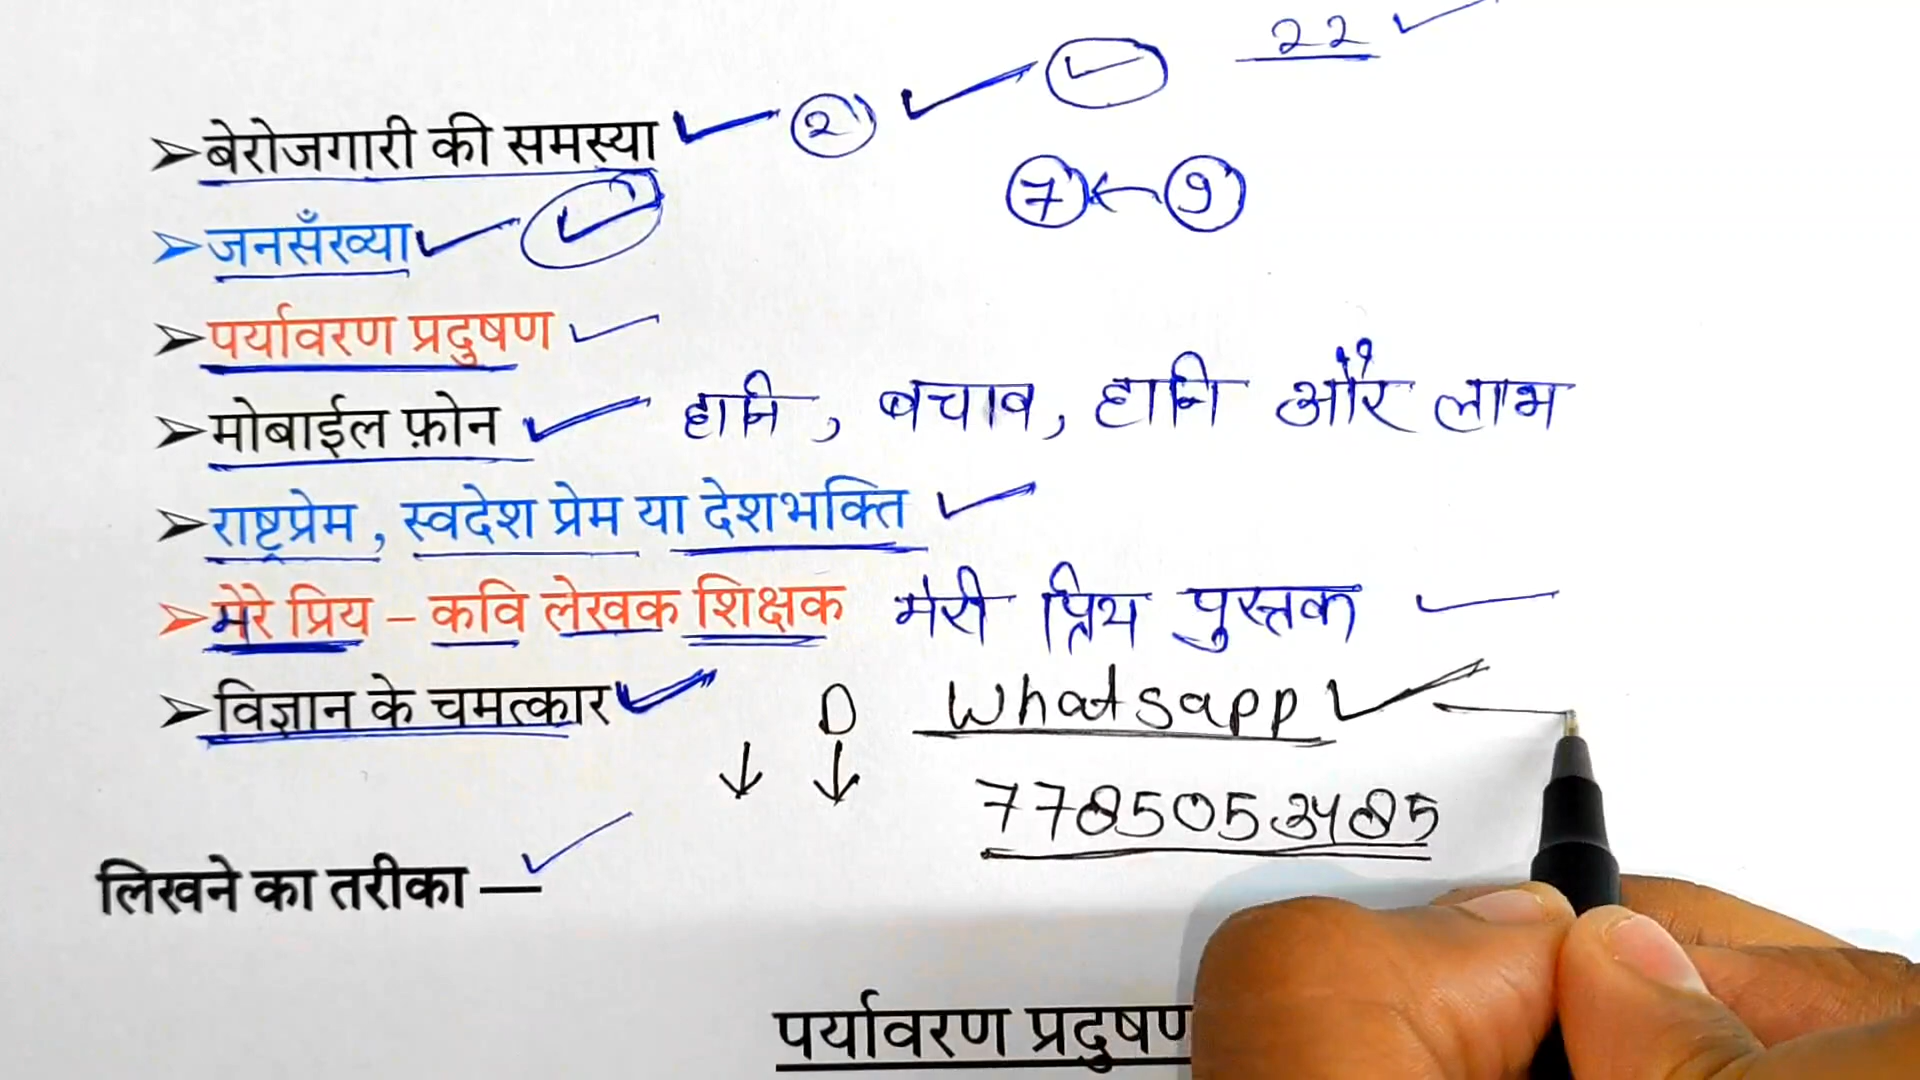 22
➢बेरोजगारी की समस्या 2
7 ← 9
➢जनसँख्या
➢पर्यावरण प्रदुषण
➢मोबाईल फ़ोन हानि, बचाव, हानि और लाभ
➢राष्ट्रप्रेम , स्वदेश प्रेम या देशभक्ति
➢मेरे प्रिय – कवि लेखक शिक्षक मेरी प्रिय पुस्तक
➢विज्ञान के चमत्कार D Whatsapp
7785053485
लिखने का तरीका —
पर्यावरण प्रदुषण